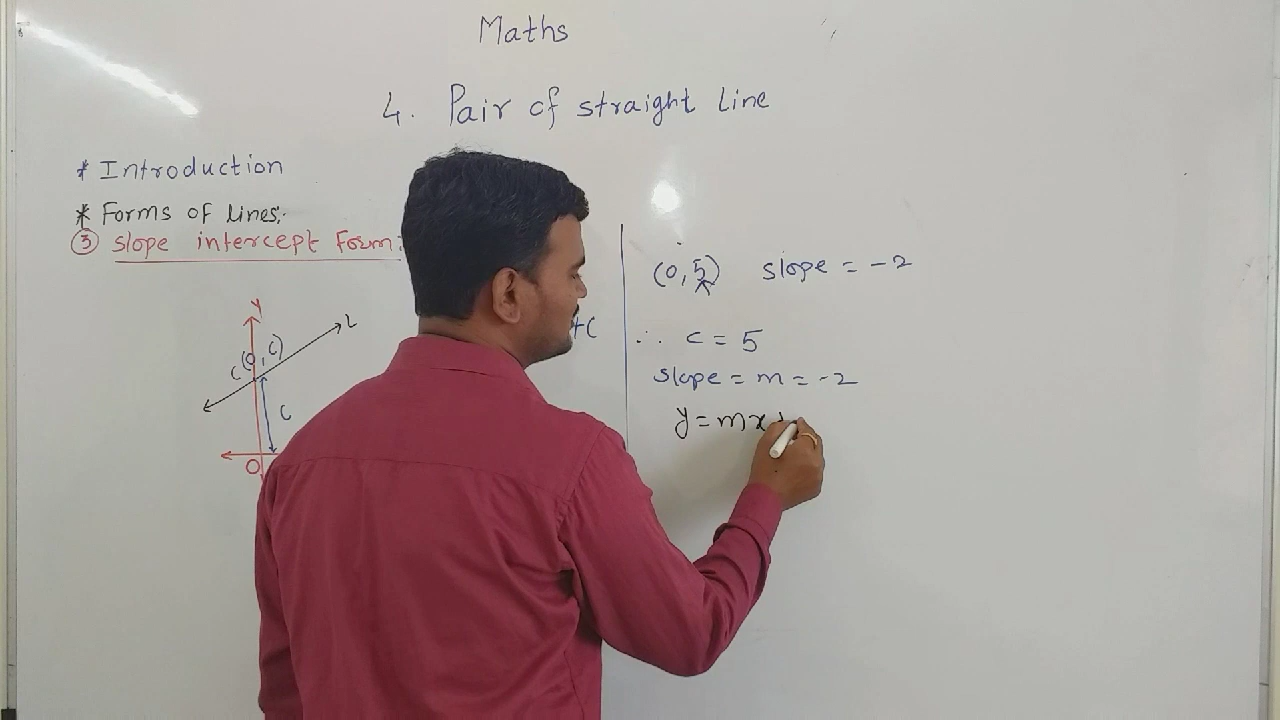 Maths
4. Pair of straight Line
* Introduction
* Forms of lines:
③ slope intercept Form:
Y
L
C(0, C)
C
O
+C
(0, 5) slope = -2
∴ c = 5
slope = m = -2
y = mx +